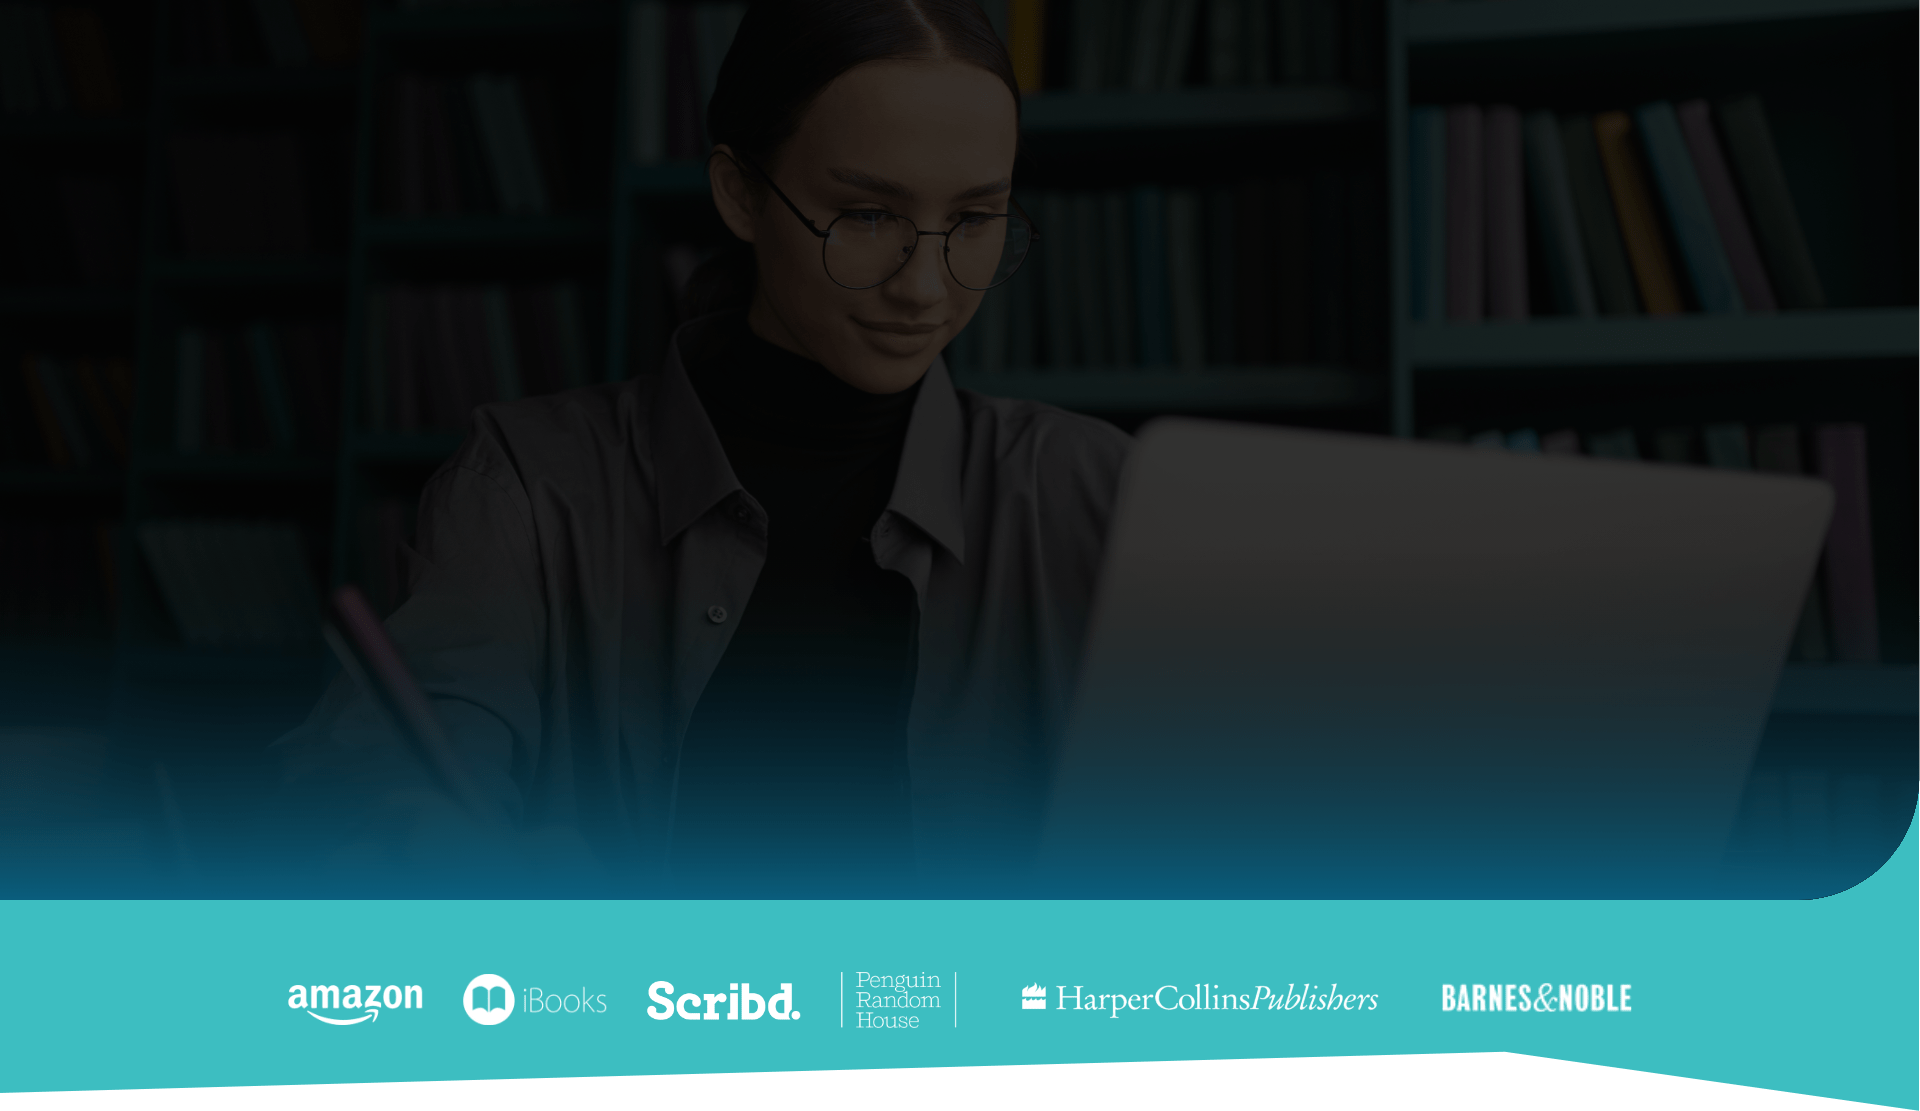 amazon
iBooks
Scribd.
Penguin
Random
House
HarperCollinsPublishers
BARNES&NOBLE